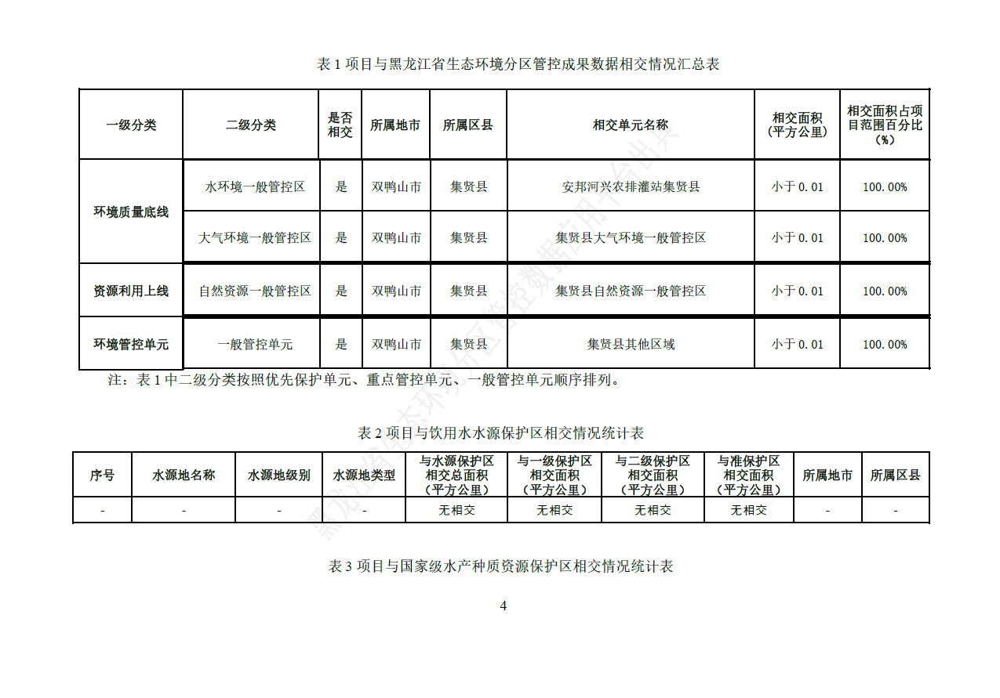 表 1 项目与黑龙江省生态环境分区管控成果数据相交情况汇总表
一级分类 二级分类 是否相交 所属地市 所属区县 相交单元名称 相交面积(平方公里) 相交面积占项目范围百分比（%）
环境质量底线 水环境一般管控区 是 双鸭山市 集贤县 安邦河兴农排灌站集贤县 小于 0.01 100.00%
大气环境一般管控区 是 双鸭山市 集贤县 集贤县大气环境一般管控区 小于 0.01 100.00%
资源利用上线 自然资源一般管控区 是 双鸭山市 集贤县 集贤县自然资源一般管控区 小于 0.01 100.00%
环境管控单元 一般管控单元 是 双鸭山市 集贤县 集贤县其他区域 小于 0.01 100.00%
注：表 1 中二级分类按照优先保护单元、重点管控单元、一般管控单元顺序排列。
表 2 项目与饮用水水源保护区相交情况统计表
序号 水源地名称 水源地级别 水源地类型 与水源保护区相交总面积（平方公里） 与一级保护区相交面积（平方公里） 与二级保护区相交面积（平方公里） 与准保护区相交面积（平方公里） 所属地市 所属区县
- - - - 无相交 无相交 无相交 无相交 - -
表 3 项目与国家级水产种质资源保护区相交情况统计表
4
黑龙江省生态环境分区管控数据应用平台出具